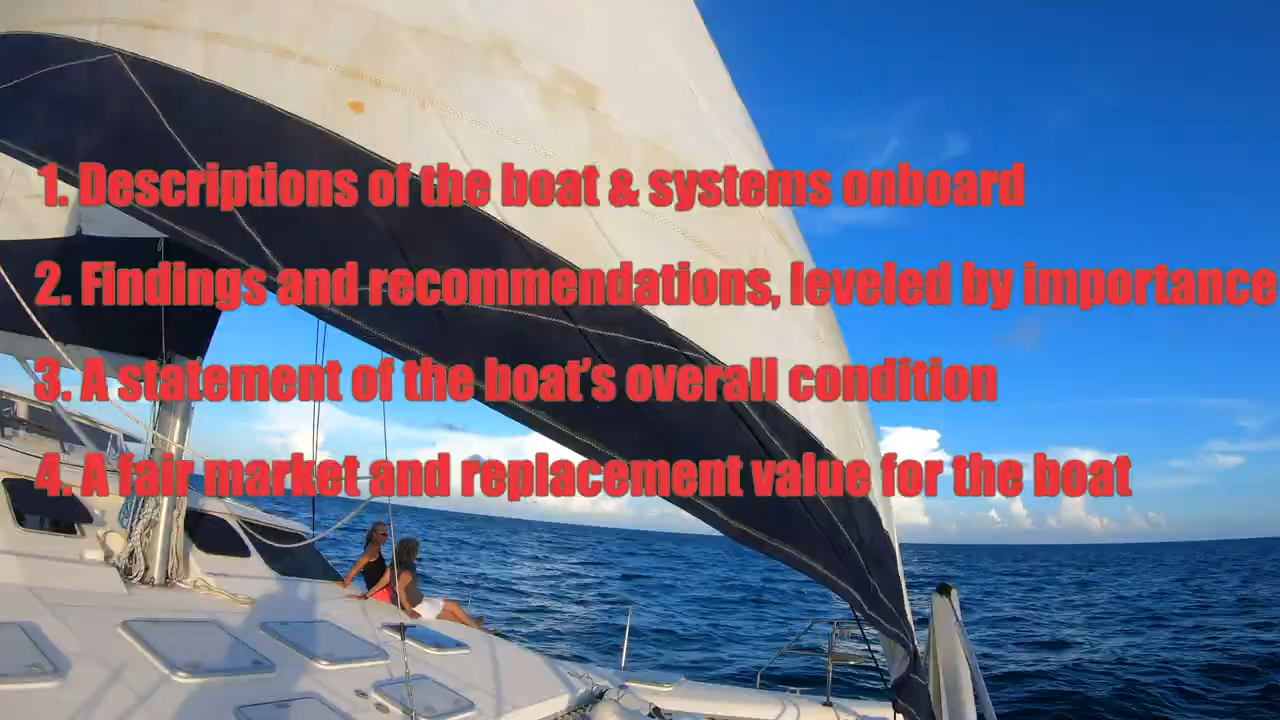 1. Descriptions of the boat & systems onboard
2. Findings and recommendations, leveled by importance
3. A statement of the boat's overall condition
4. A fair market and replacement value for the boat